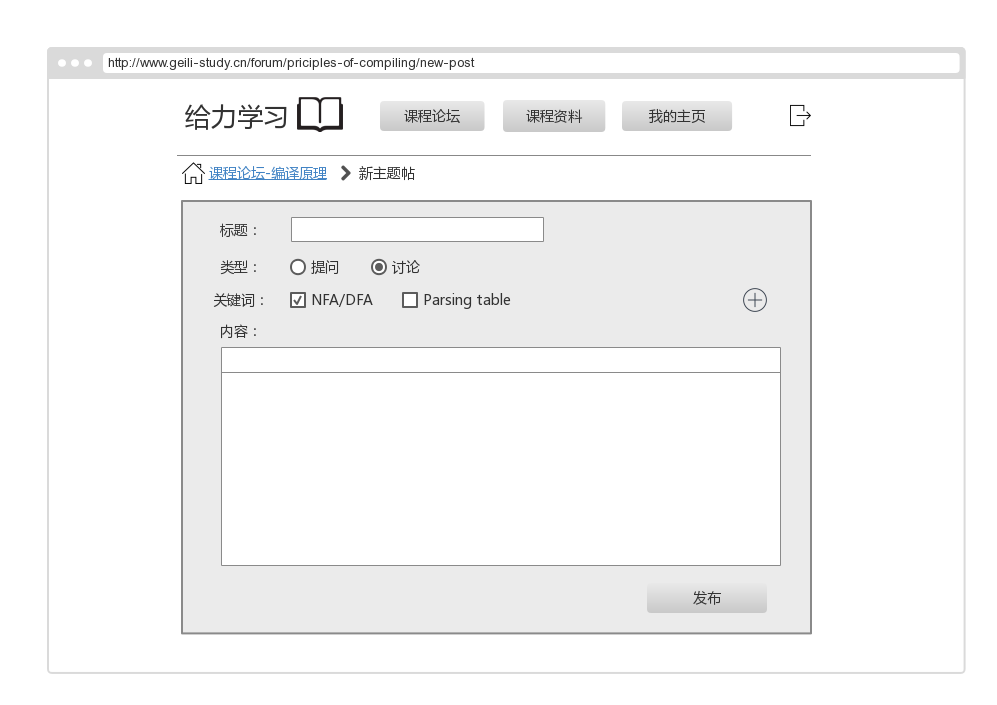 http://www.geili-study.cn/forum/priciples-of-compiling/new-post
给力学习 课程论坛 课程资料 我的主页
课程论坛-编译原理 新主题帖
标题：
类型： 提问 讨论
关键词： NFA/DFA Parsing table
内容：
发布